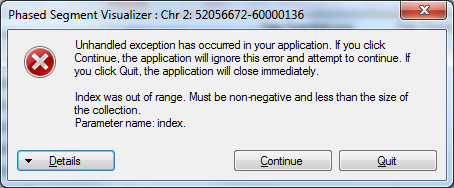 Phased Segment Visualizer : Chr 2: 52056672-60000136
Unhandled exception has occurred in your application. If you click
Continue, the application will ignore this error and attempt to continue. If
you click Quit, the application will close immediately.
Index was out of range. Must be non-negative and less than the size of
the collection.
Parameter name: index.
Details
Continue
Quit